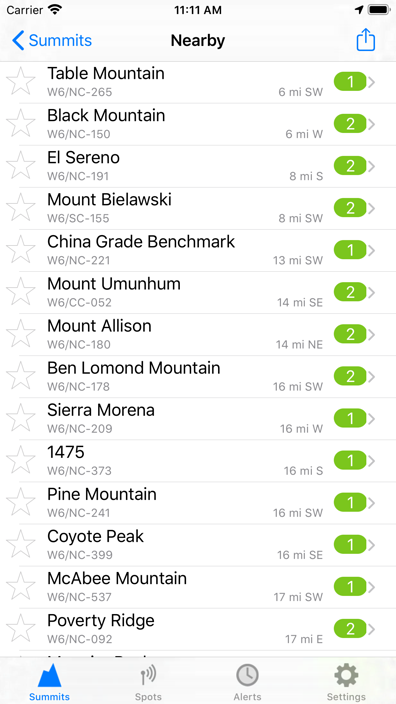 Carrier 11:11 AM
Summits Nearby
Table Mountain
W6/NC-265 6 mi SW 1
Black Mountain
W6/NC-150 6 mi W 2
El Sereno
W6/NC-191 8 mi S 2
Mount Bielawski
W6/SC-155 8 mi SW 2
China Grade Benchmark
W6/NC-221 13 mi SW 1
Mount Umunhum
W6/CC-052 14 mi SE 2
Mount Allison
W6/NC-180 14 mi NE 2
Ben Lomond Mountain
W6/NC-178 16 mi SW 2
Sierra Morena
W6/NC-209 16 mi W 1
1475
W6/NC-373 16 mi S 1
Pine Mountain
W6/NC-241 16 mi SW 1
Coyote Peak
W6/NC-399 16 mi SE 1
McAbee Mountain
W6/NC-537 17 mi SW 1
Poverty Ridge
W6/NC-092 17 mi E 2
Summits Spots Alerts Settings